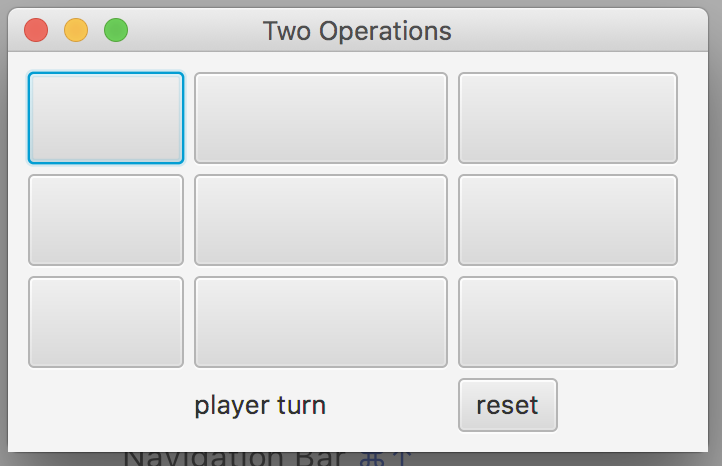 Two Operations
player turn
reset
Navigation Bar ⌘↑